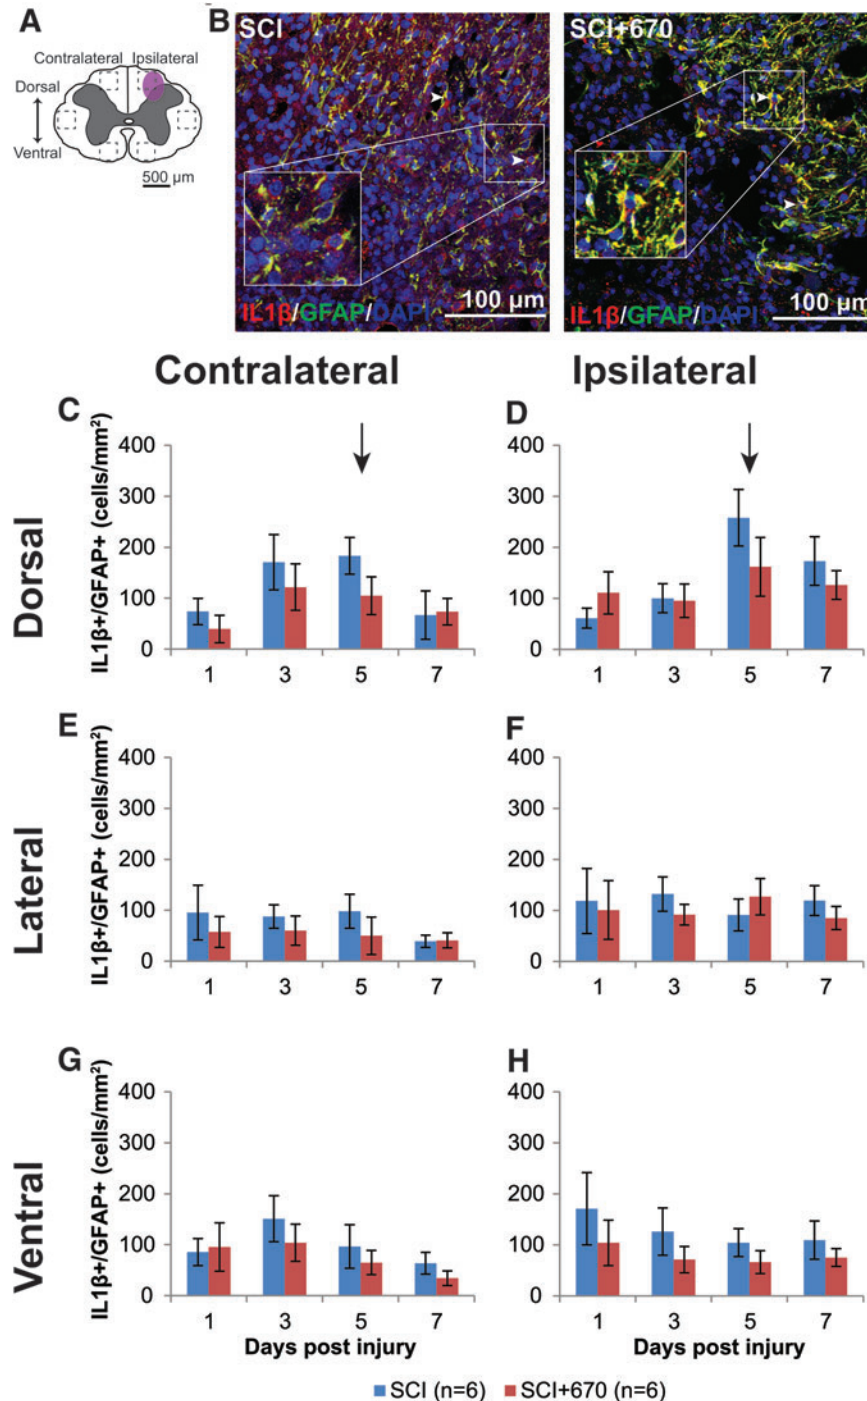 A
Contralateral Ipsilateral
Dorsal
Ventral
500 µm
B
SCI
IL1β/GFAP/DAPI
100 µm
SCI+670
IL1β/GFAP/DAPI
100 µm
Contralateral
Ipsilateral
Dorsal
C
IL1β+/GFAP+ (cells/mm²)
400
300
200
100
0
1 3 5 7
D
400
300
200
100
0
1 3 5 7
Lateral
E
IL1β+/GFAP+ (cells/mm²)
400
300
200
100
0
1 3 5 7
F
400
300
200
100
0
1 3 5 7
Ventral
G
IL1β+/GFAP+ (cells/mm²)
400
300
200
100
0
1 3 5 7
Days post injury
H
400
300
200
100
0
1 3 5 7
Days post injury
SCI (n=6) SCI+670 (n=6)